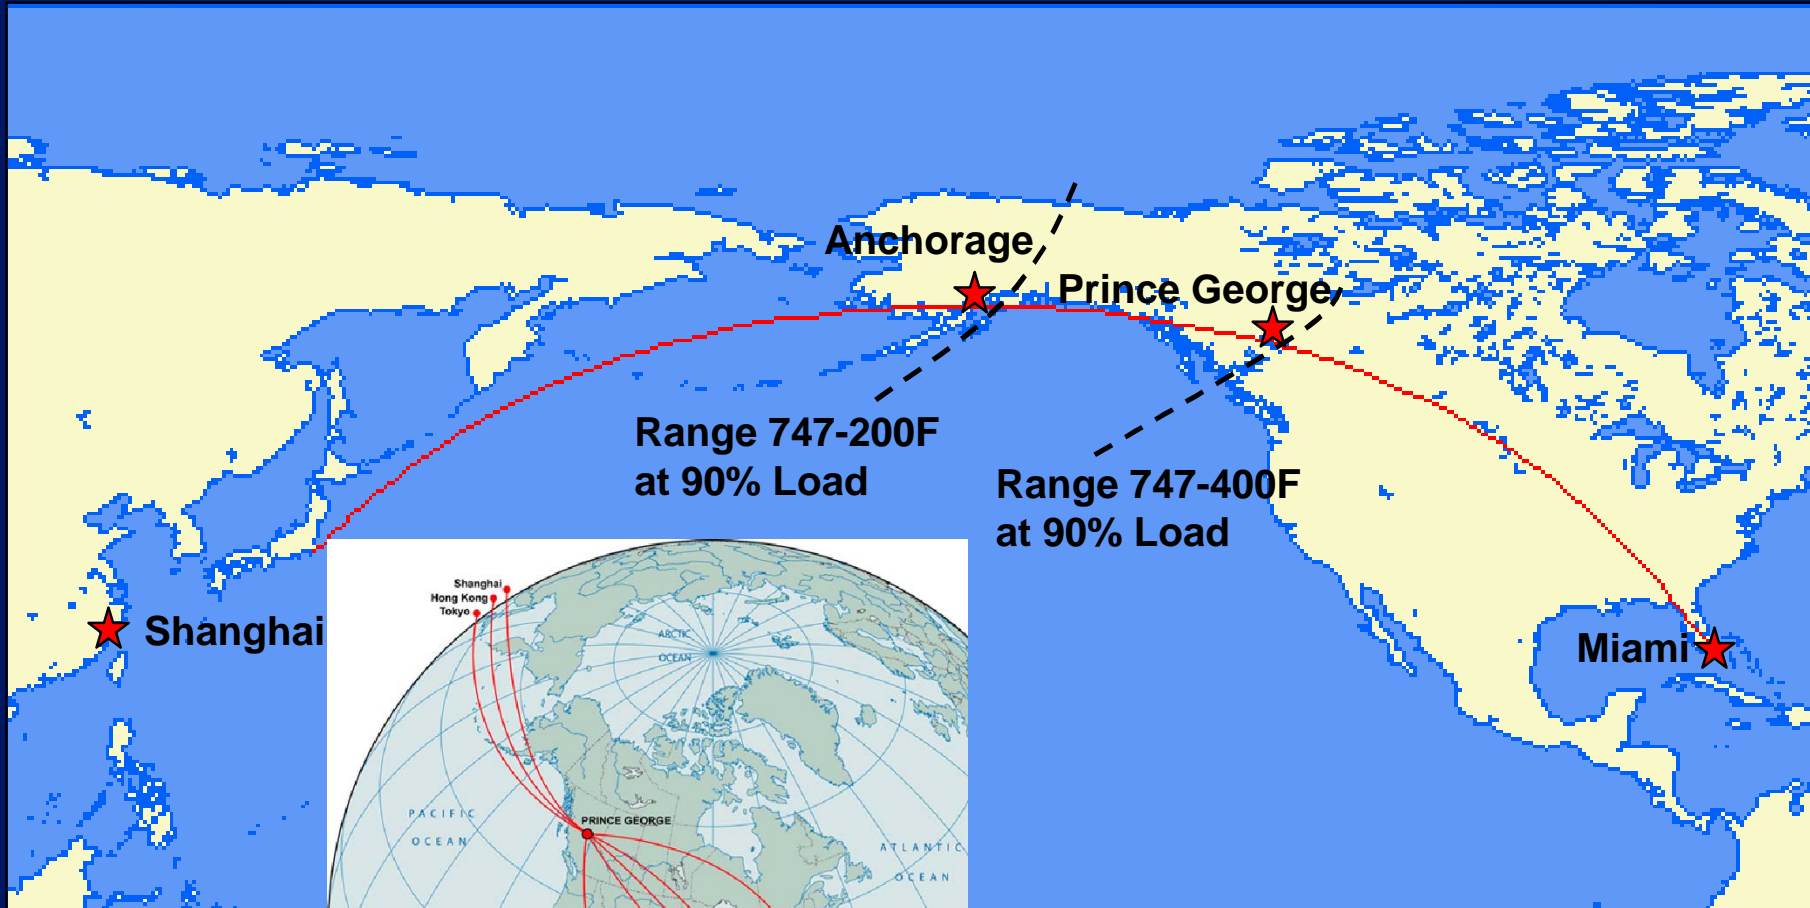 Anchorage
Prince George
Range 747-200F
at 90% Load
Range 747-400F
at 90% Load
Shanghai
Miami
Shanghai
Hong Kong
Tokyo
ARCTIC
OCEAN
PACIFIC
OCEAN
PRINCE GEORGE
ATLANTIC
OCEAN